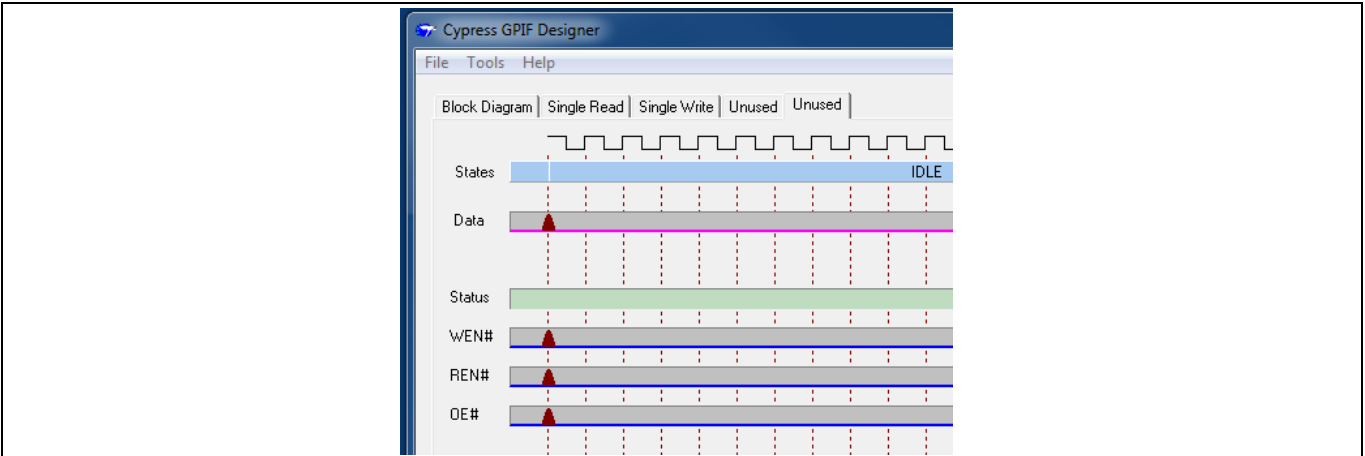 Cypress GPIF Designer
File Tools Help
Block Diagram Single Read Single Write Unused Unused
States IDLE
Data
Status
WEN#
REN#
OE#